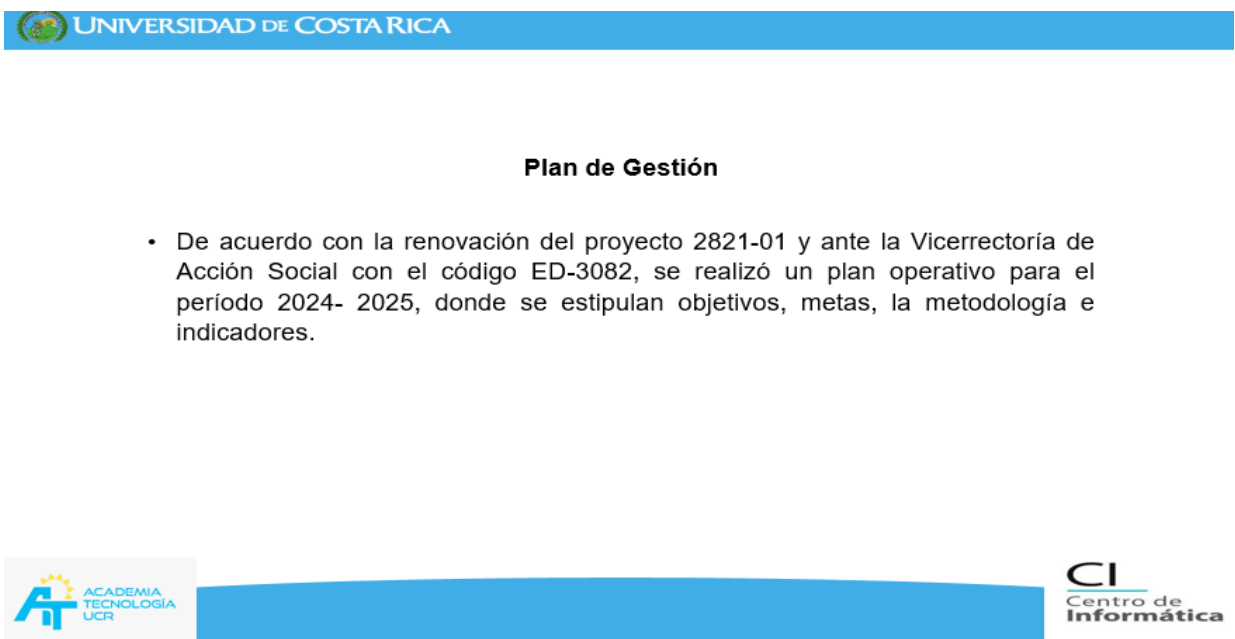 UNIVERSIDAD DE COSTA RICA
Plan de Gestión
• De acuerdo con la renovación del proyecto 2821-01 y ante la Vicerrectoría de
Acción Social con el código ED-3082, se realizó un plan operativo para el
período 2024- 2025, donde se estipulan objetivos, metas, la metodología e
indicadores.
AT
ACADEMIA
TECNOLOGÍA
UCR
CI
Centro de
Informática